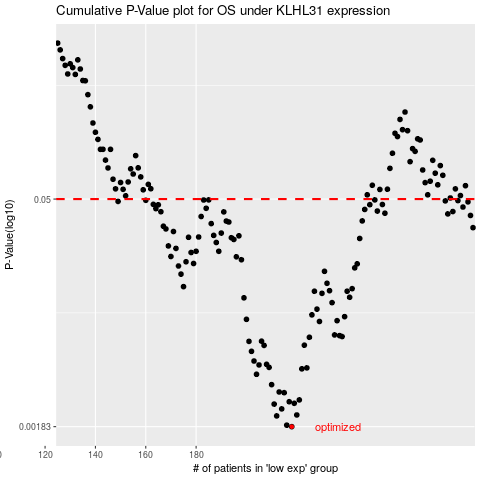 Cumulative P-Value plot for OS under KLHL31 expression
P-Value(log10)
0.05
0.00183
optimized
0 120 140 160 180
# of patients in 'low exp' group